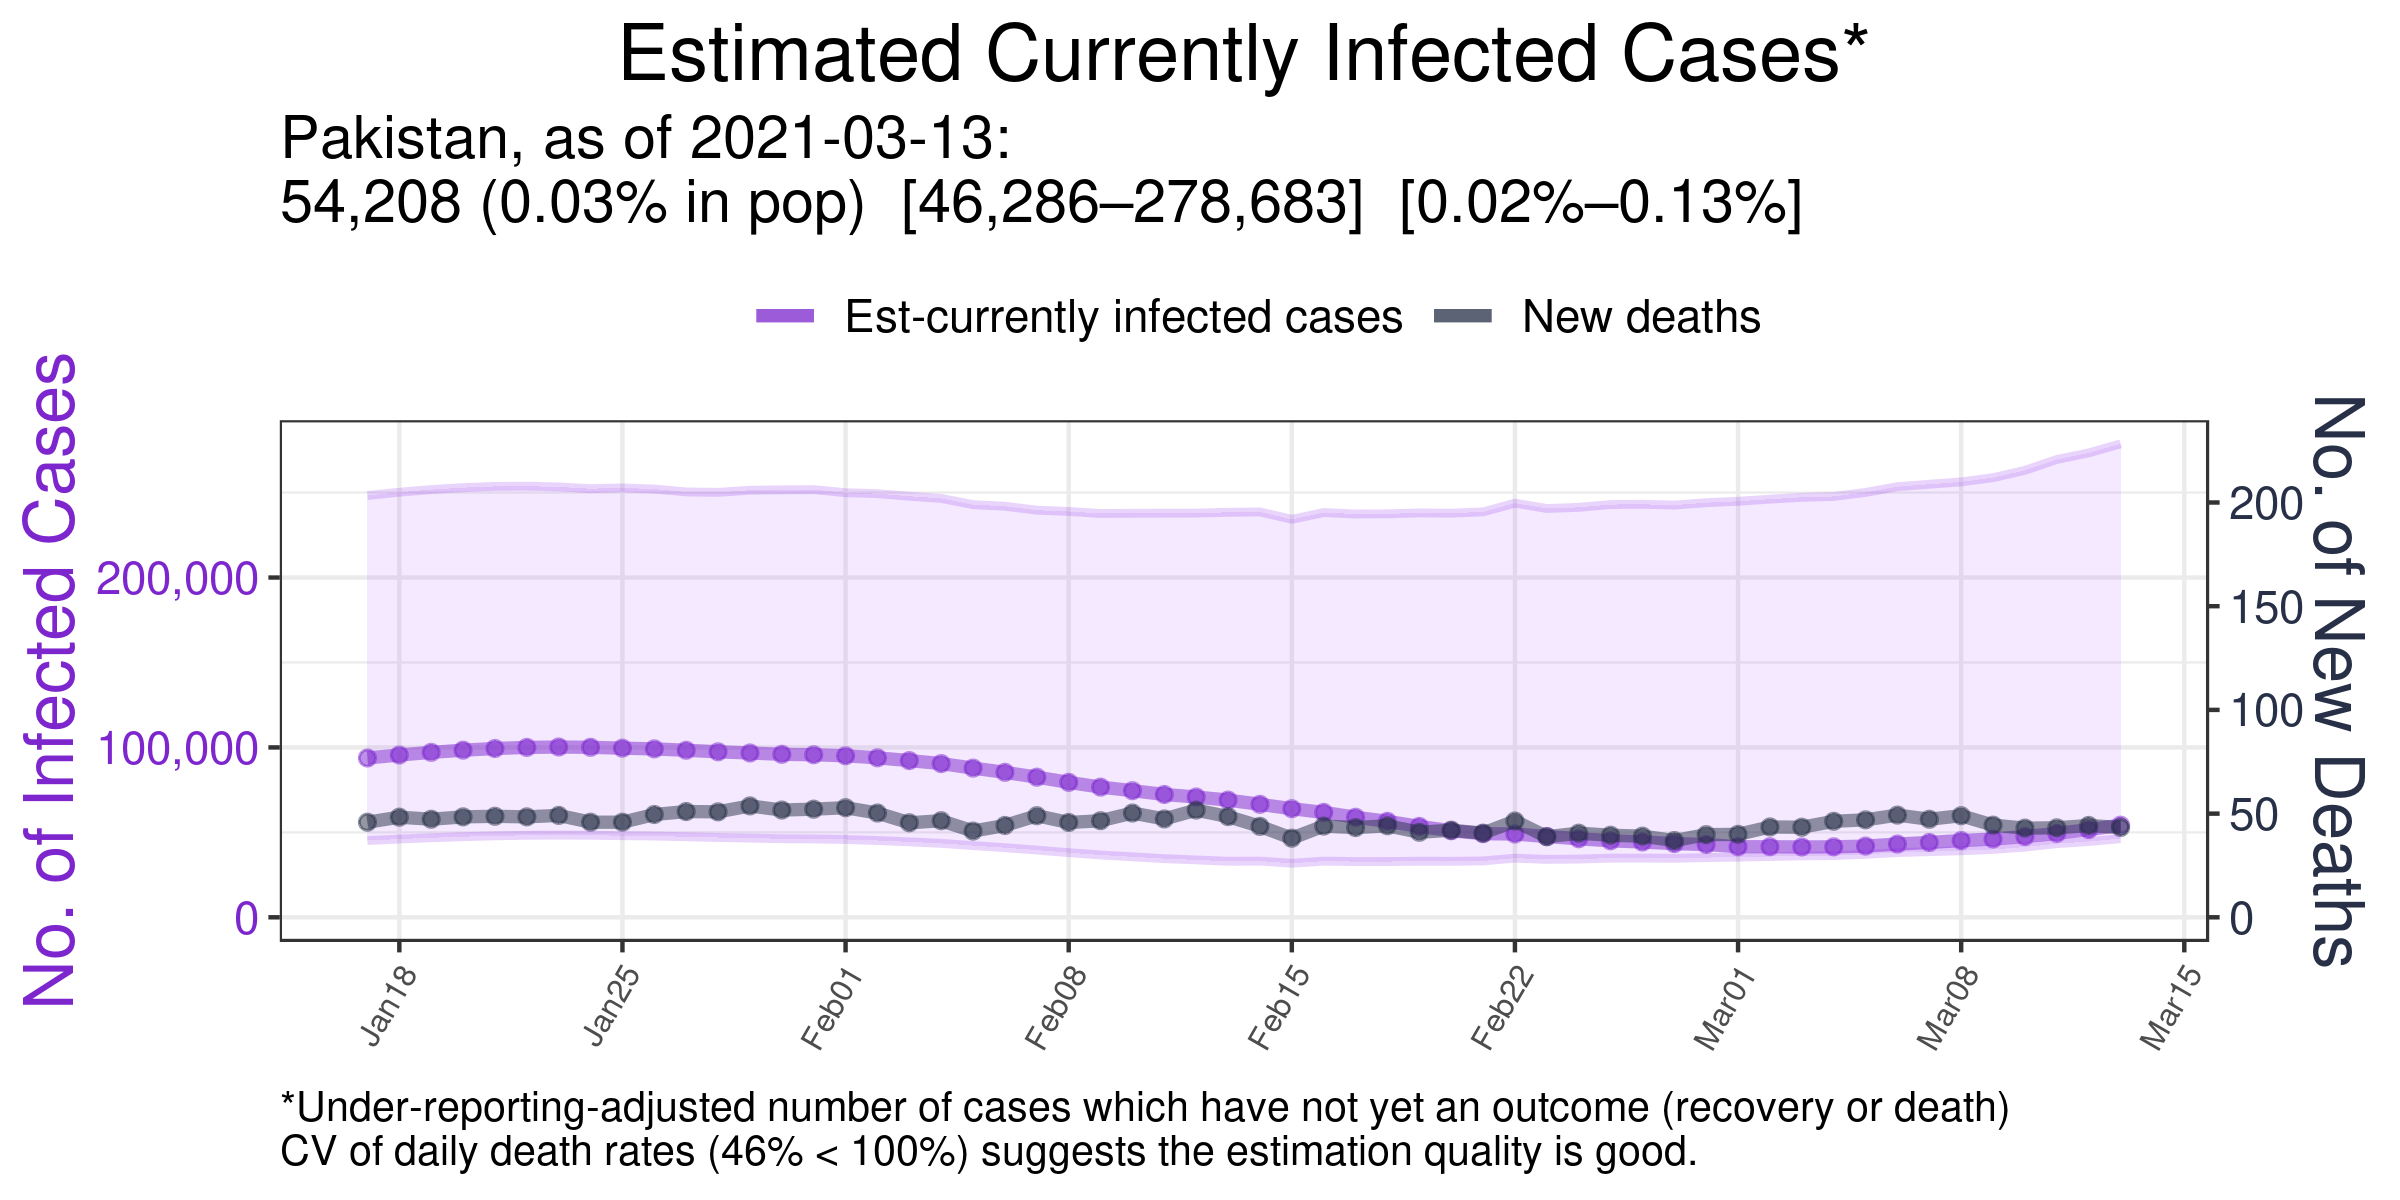 Estimated Currently Infected Cases*
Pakistan, as of 2021-03-13:
54,208 (0.03% in pop) [46,286–278,683] [0.02%–0.13%]
Est-currently infected cases
New deaths
No. of Infected Cases
200,000
100,000
0
No. of New Deaths
200
150
100
50
0
Jan18
Jan25
Feb01
Feb08
Feb15
Feb22
Mar01
Mar08
Mar15
*Under-reporting-adjusted number of cases which have not yet an outcome (recovery or death)
CV of daily death rates (46% < 100%) suggests the estimation quality is good.